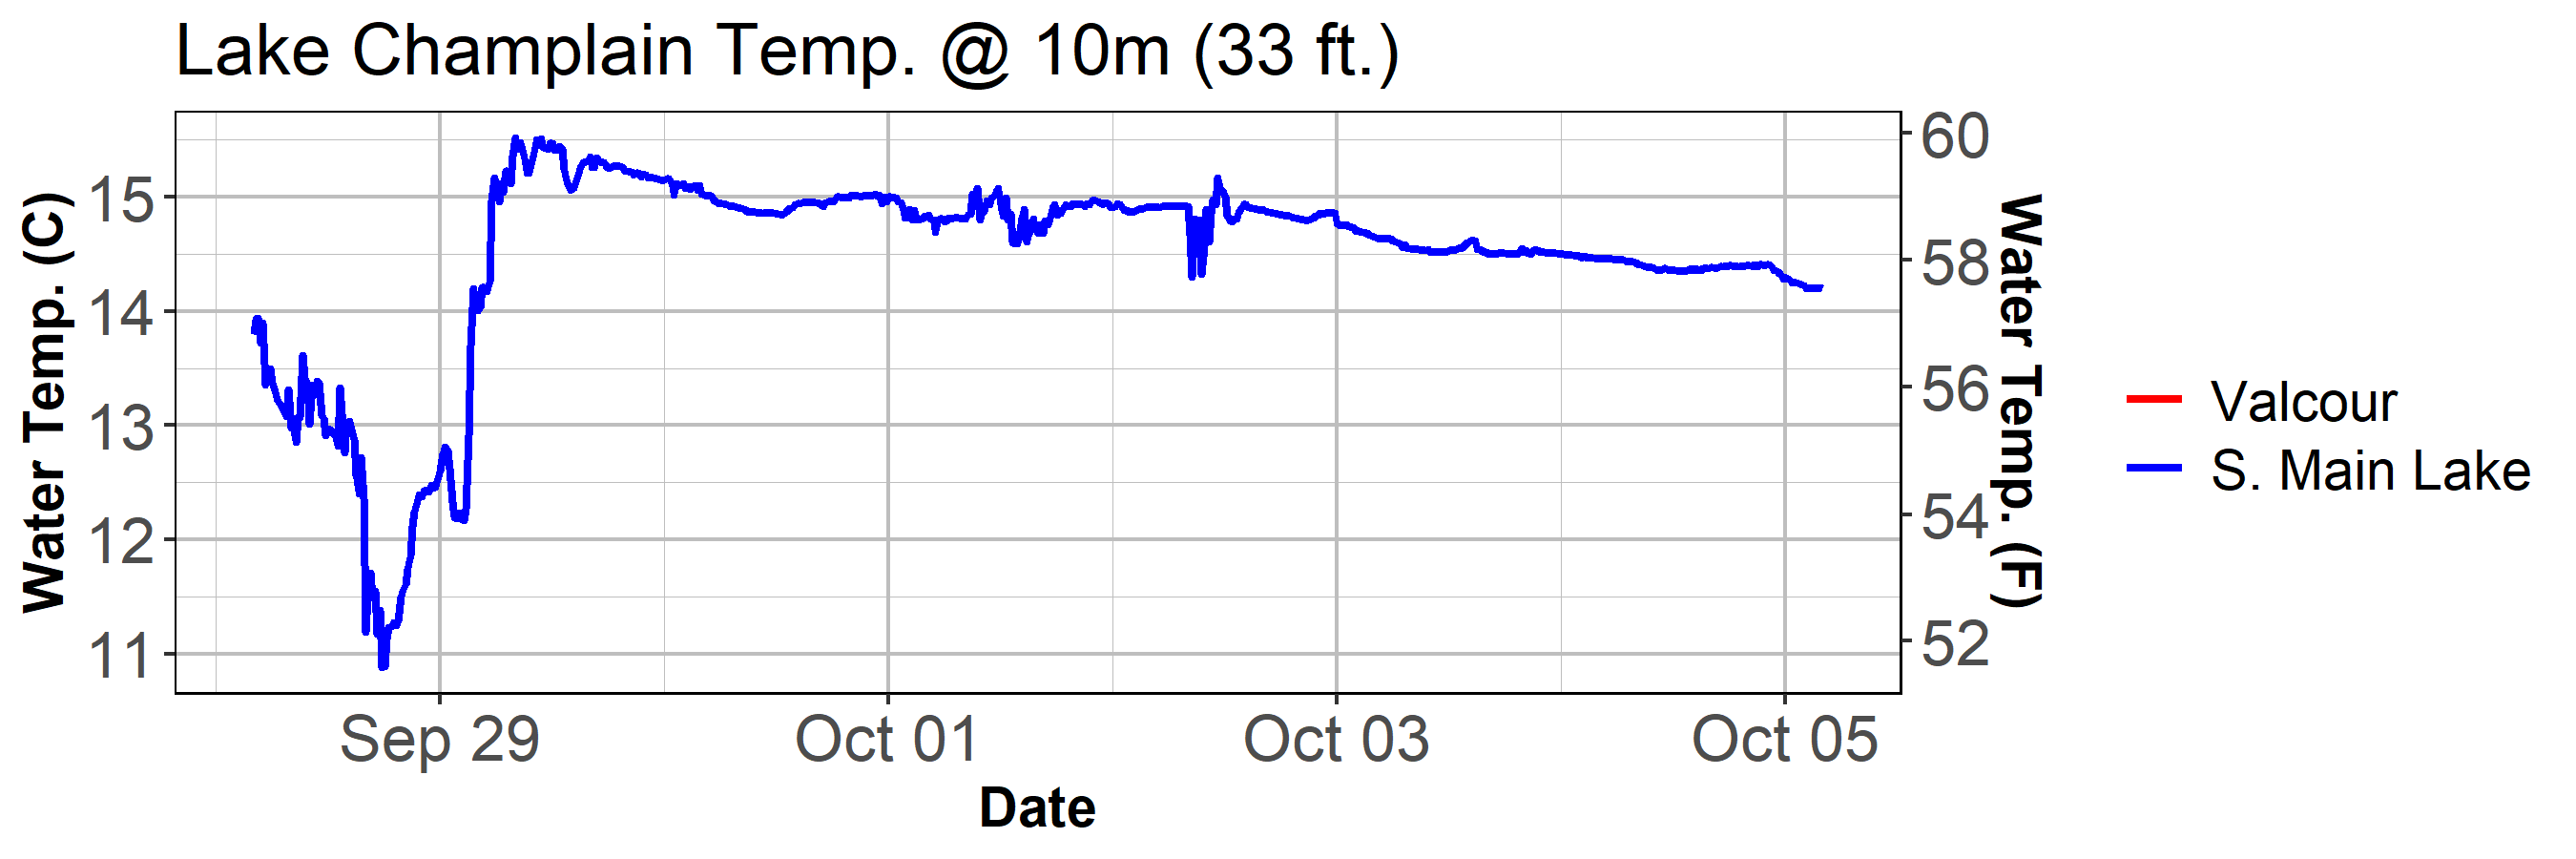 Lake Champlain Temp. @ 10m (33 ft.)
Water Temp. (C)
15
14
13
12
11
60
58
56
54
52
Water Temp. (F)
Sep 29
Oct 01
Oct 03
Oct 05
Date
Valcour
S. Main Lake